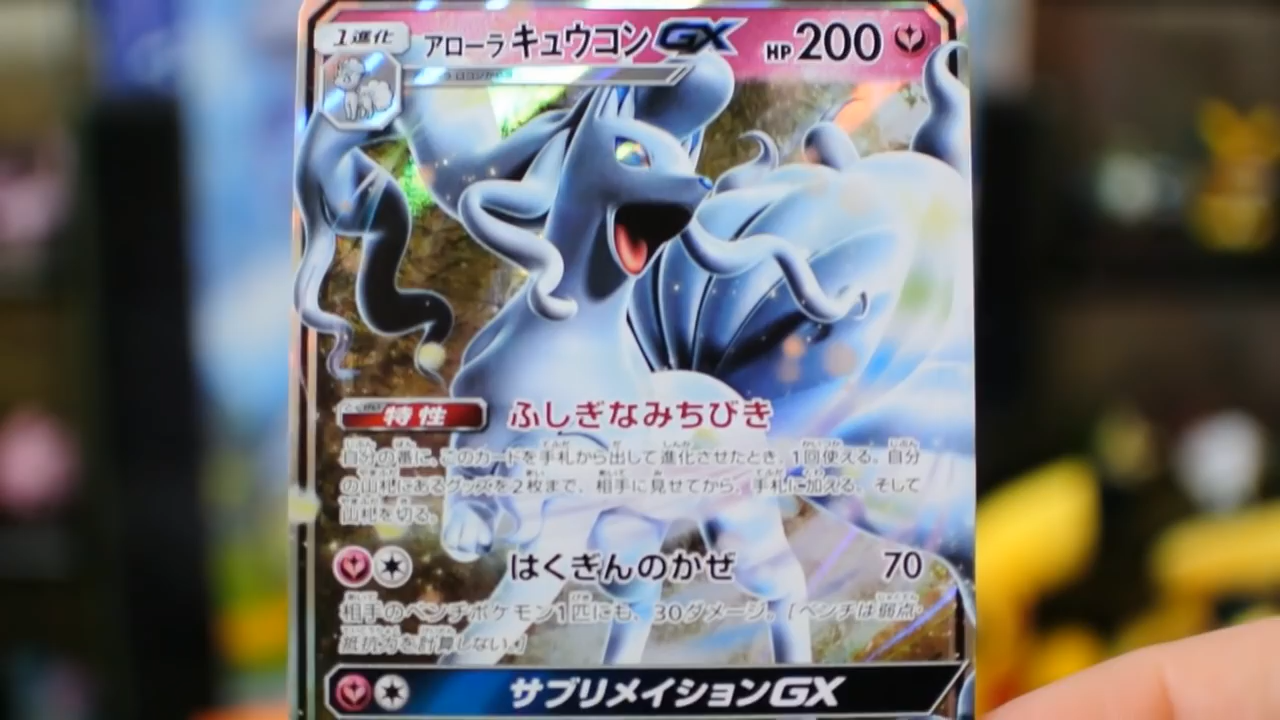 1進化 アローラ キュウコンGX HP200
ロコンから
特性 ふしぎなみちびき
自分の番に、このカードを手札から出して進化させたとき、1回使える。自分
の山札にあるグッズを2枚まで、相手に見せてから、手札に加える。そして
山札を切る。
はくぎんのかぜ 70
相手のベンチポケモン1匹にも、30ダメージ。[ベンチは弱点・
抵抗力を計算しない。]
サブリメイションGX